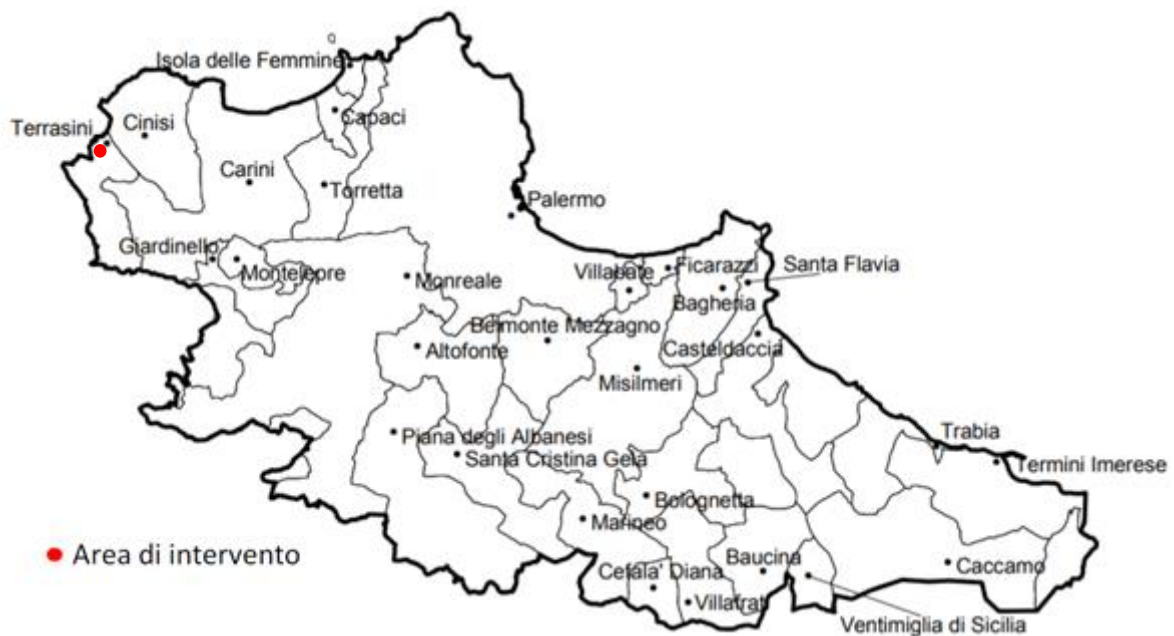 Isola delle Femmine
Capaci
Terrasini
Cinisi
Carini
Torretta
Palermo
Giardinello
Montelepre
Monreale
Villabate
Ficarazzi
Santa Flavia
Bagheria
Belmonte Mezzagno
Altofonte
Casteldaccia
Misilmeri
Piana degli Albanesi
Santa Cristina Gela
Trabia
Termini Imerese
Bolognetta
Marineo
Area di intervento
Baucina
Caccamo
Cefala' Diana
Villafrati
Ventimiglia di Sicilia